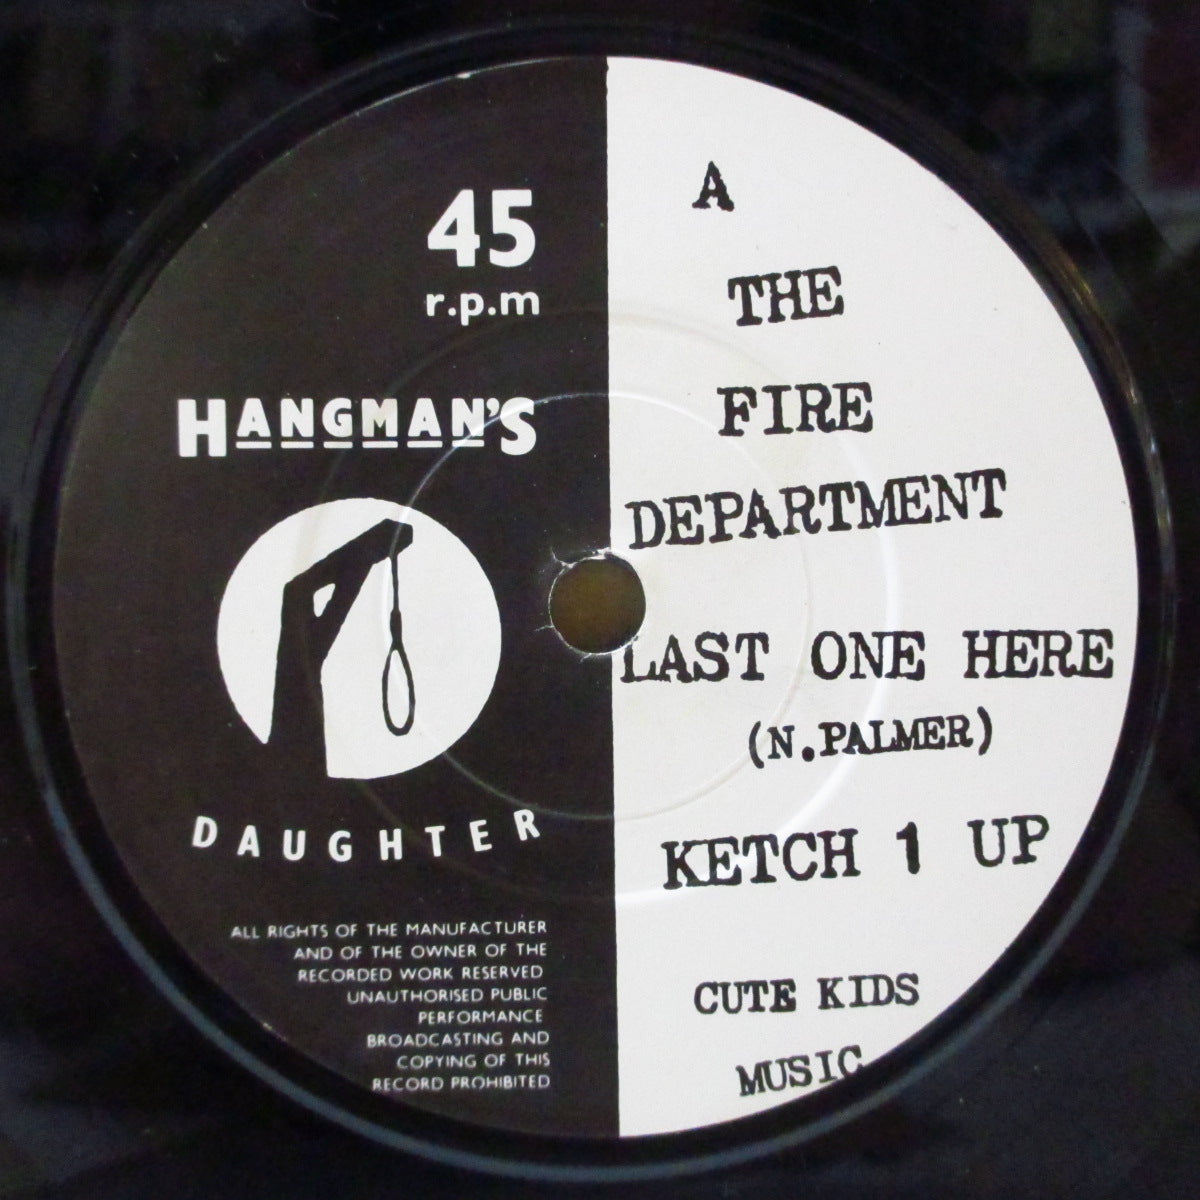 45
r.p.m
HANGMAN'S
DAUGHTER
ALL RIGHTS OF THE MANUFACTURER
AND OF THE OWNER OF THE
RECORDED WORK RESERVED
UNAUTHORISED PUBLIC
PERFORMANCE
BROADCASTING AND
COPYING OF THIS
RECORD PROHIBITED
A
THE
FIRE
DEPARTMENT
LAST ONE HERE
(N.PALMER)
KETCH 1 UP
CUTE KIDS
MUSIC